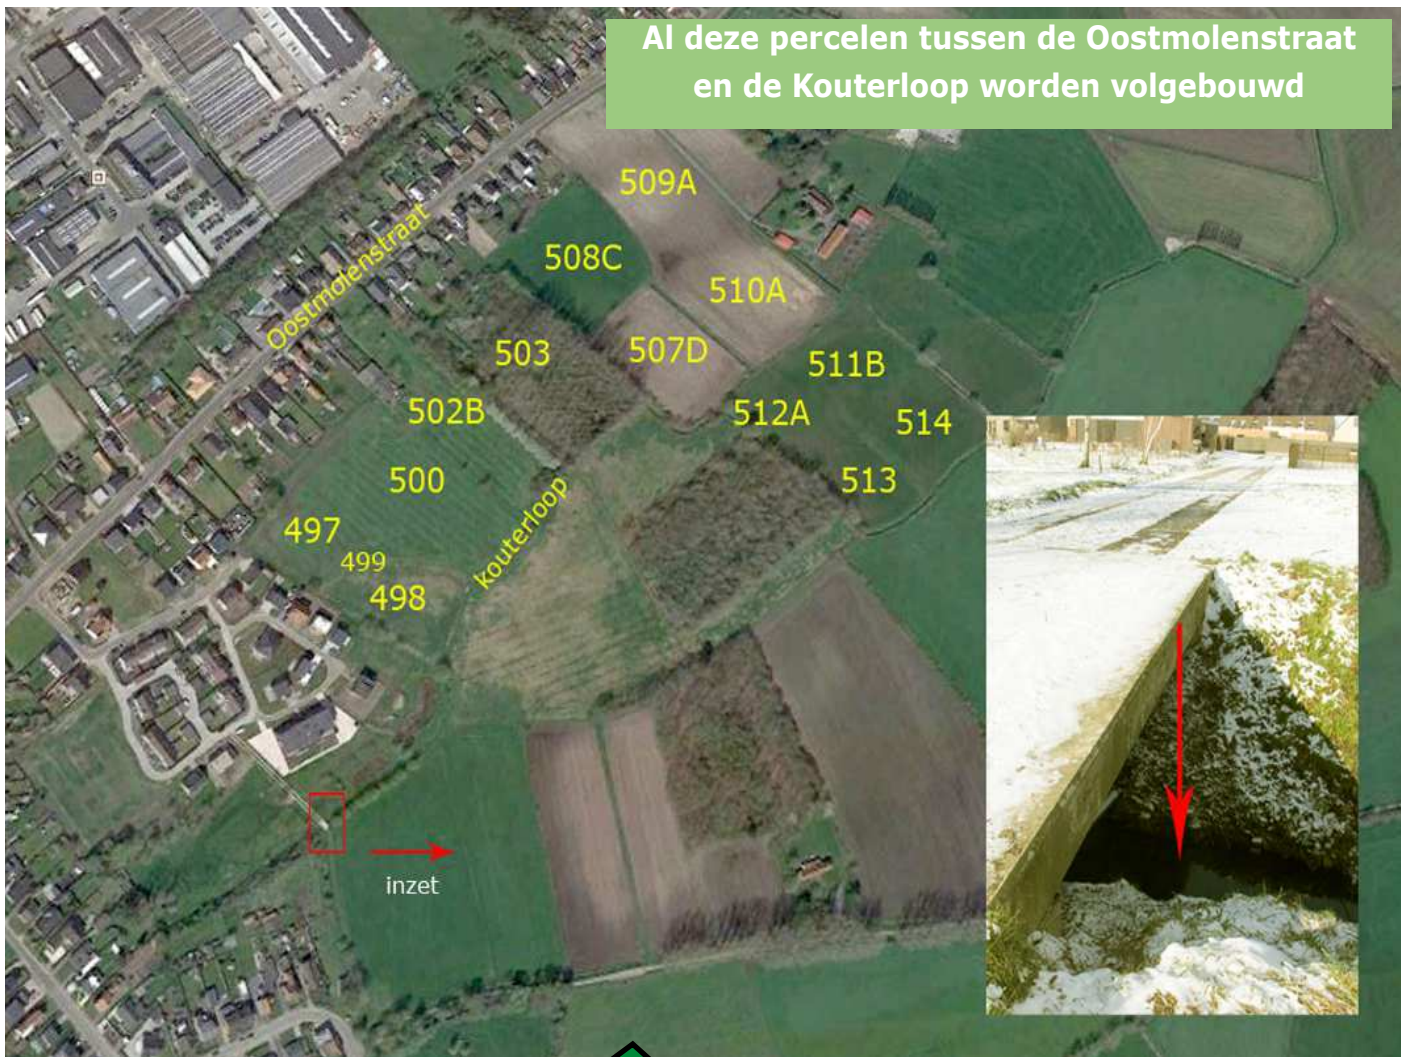 Al deze percelen tussen de Oostmolenstraat
en de Kouterloop worden volgebouwd
509A
508C
Oostmolenstraat
510A
503
507D
511B
502B
512A
514
500
513
kouterloop
497
499
498
inzet